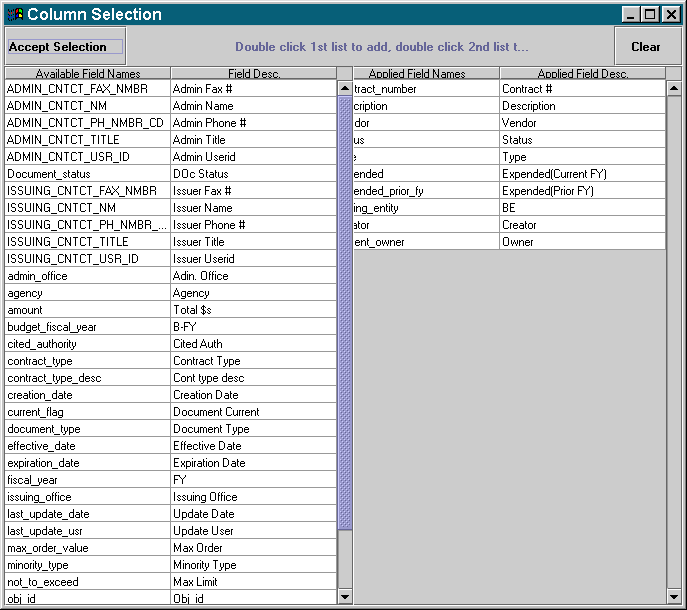 Column Selection
Accept Selection
Double click 1st list to add, double click 2nd list t...
Clear
Available Field Names Field Desc. Applied Field Names Applied Field Desc.
ADMIN_CNTCT_FAX_NMBR Admin Fax # tract_number Contract #
ADMIN_CNTCT_NM Admin Name cription Description
ADMIN_CNTCT_PH_NMBR_CD Admin Phone # dor Vendor
ADMIN_CNTCT_TITLE Admin Title us Status
ADMIN_CNTCT_USR_ID Admin Userid e Type
Document_status DOc Status ended Expended(Current FY)
ISSUING_CNTCT_FAX_NMBR Issuer Fax # ended_prior_fy Expended(Prior FY)
ISSUING_CNTCT_NM Issuer Name ing_entity BE
ISSUING_CNTCT_PH_NMBR_... Issuer Phone # ator Creator
ISSUING_CNTCT_TITLE Issuer Title ent_owner Owner
ISSUING_CNTCT_USR_ID Issuer Userid
admin_office Adin. Office
agency Agency
amount Total $s
budget_fiscal_year B-FY
cited_authority Cited Auth
contract_type Contract Type
contract_type_desc Cont type desc
creation_date Creation Date
current_flag Document Current
document_type Document Type
effective_date Effective Date
expiration_date Expiration Date
fiscal_year FY
issuing_office Issuing Office
last_update_date Update Date
last_update_usr Update User
max_order_value Max Order
minority_type Minority Type
not_to_exceed Max Limit
obj_id Obj_id